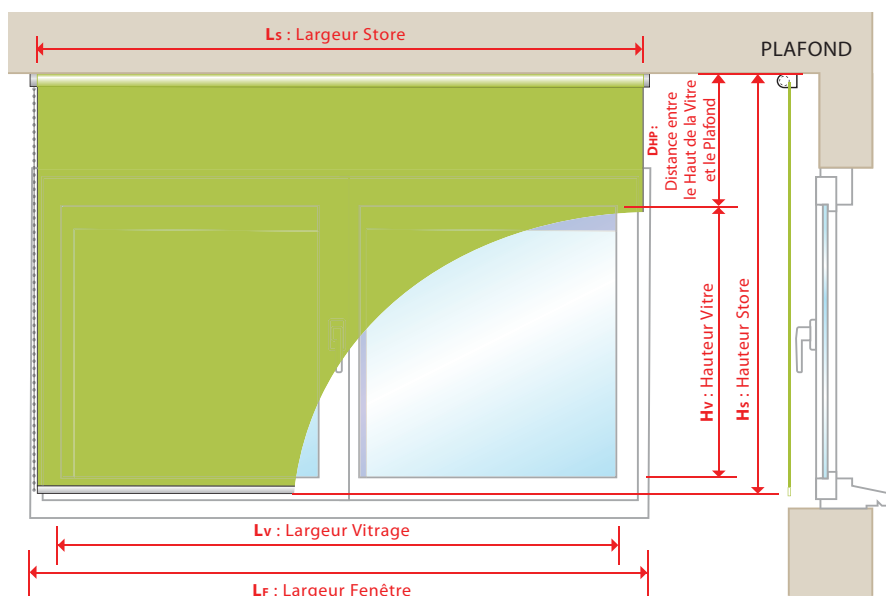 Ls : Largeur Store
PLAFOND
DHP :
Distance entre
le Haut de la Vitre
et le Plafond
Hv : Hauteur Vitre
Hs : Hauteur Store
Lv : Largeur Vitrage
LF : Largeur Fenêtre